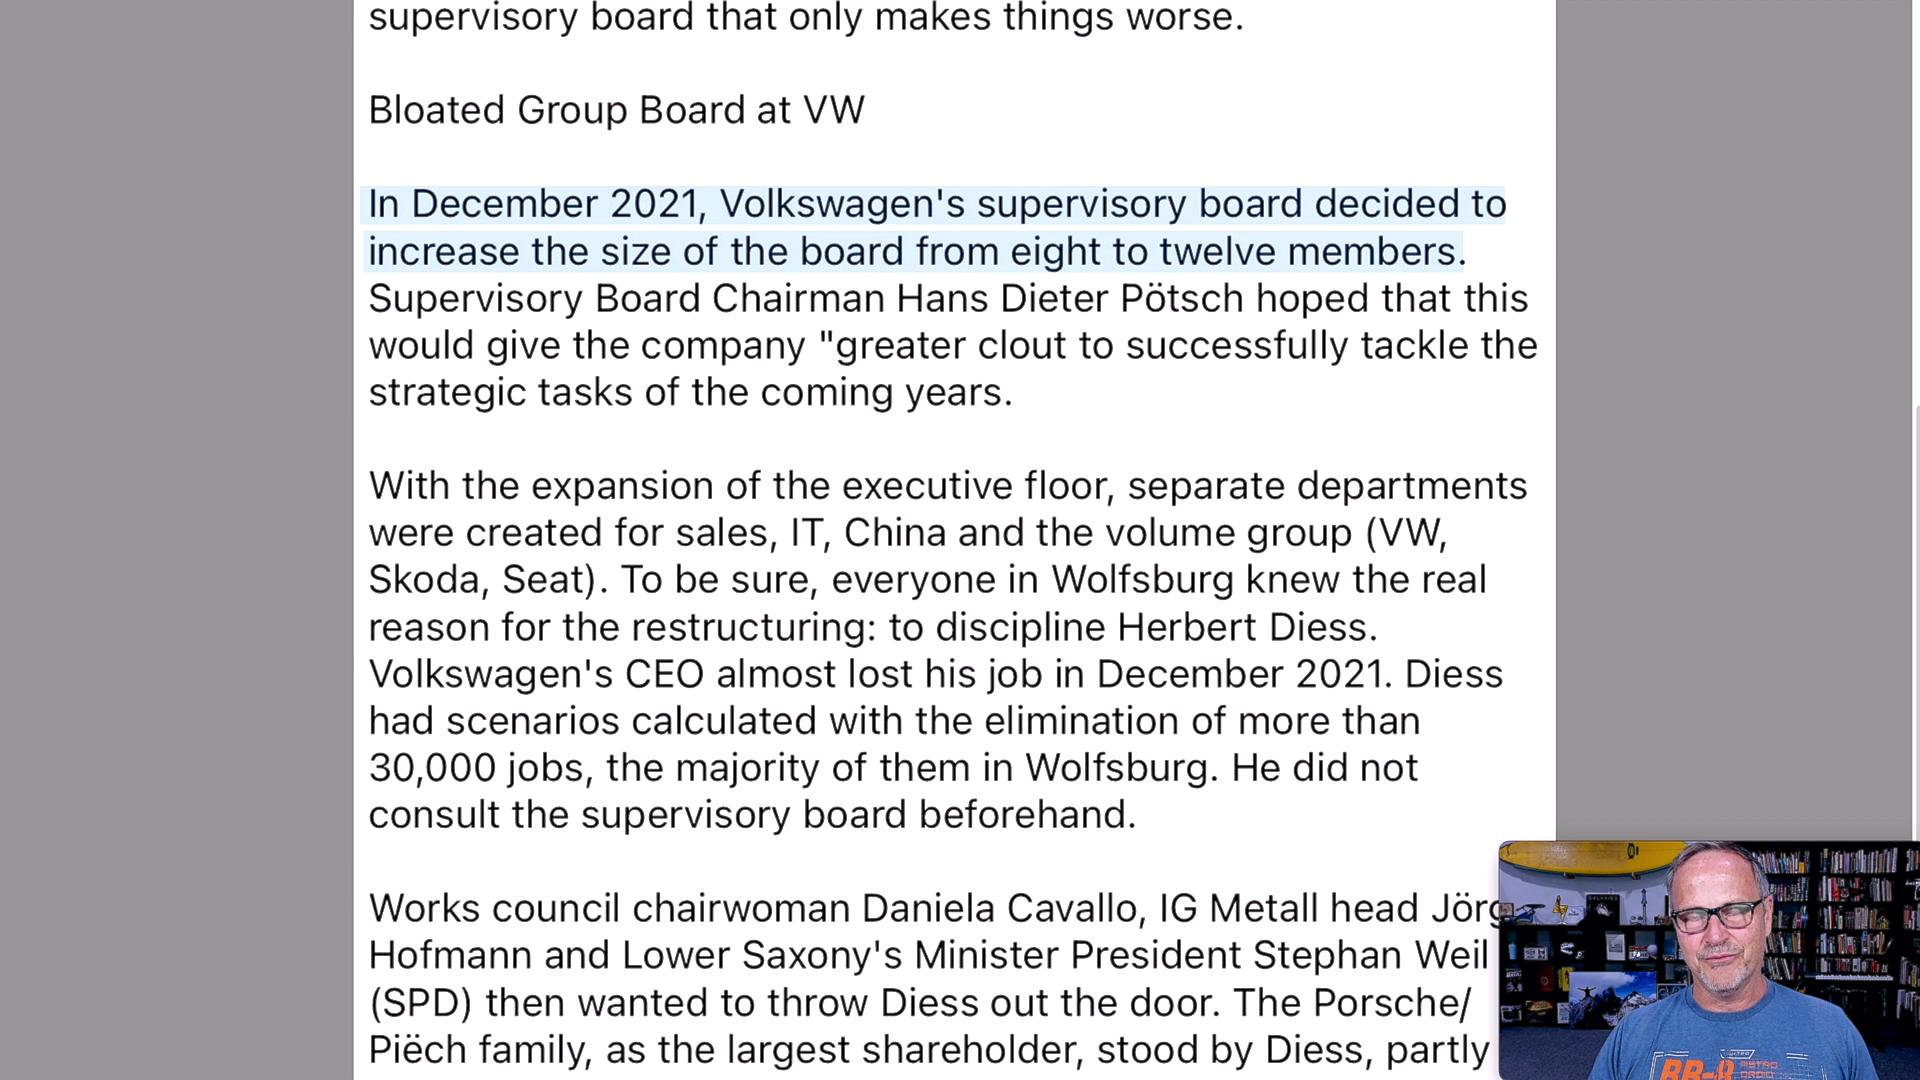 supervisory board that only makes things worse.
Bloated Group Board at VW
In December 2021, Volkswagen's supervisory board decided to
increase the size of the board from eight to twelve members.
Supervisory Board Chairman Hans Dieter Pötsch hoped that this
would give the company "greater clout to successfully tackle the
strategic tasks of the coming years.
With the expansion of the executive floor, separate departments
were created for sales, IT, China and the volume group (VW,
Skoda, Seat). To be sure, everyone in Wolfsburg knew the real
reason for the restructuring: to discipline Herbert Diess.
Volkswagen's CEO almost lost his job in December 2021. Diess
had scenarios calculated with the elimination of more than
30,000 jobs, the majority of them in Wolfsburg. He did not
consult the supervisory board beforehand.
Works council chairwoman Daniela Cavallo, IG Metall head Jörg
Hofmann and Lower Saxony's Minister President Stephan Weil
(SPD) then wanted to throw Diess out the door. The Porsche/
Piëch family, as the largest shareholder, stood by Diess, partly